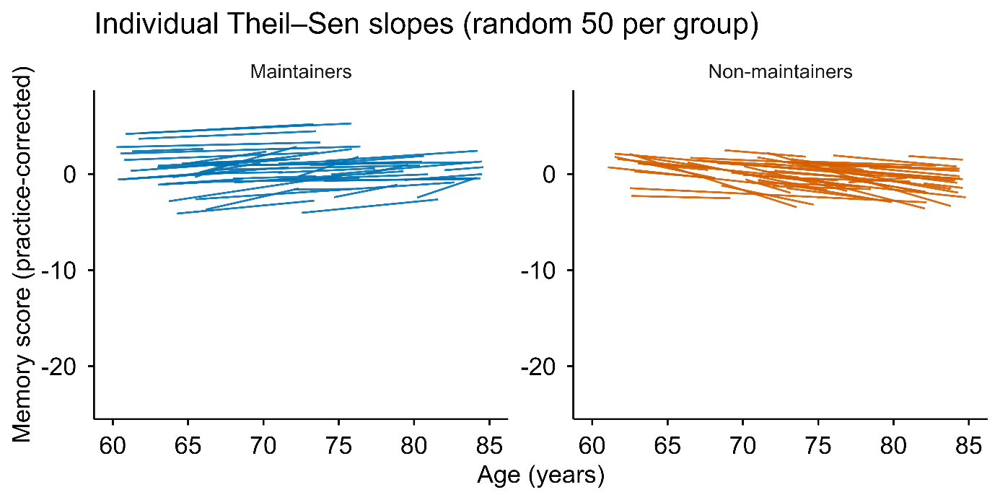 Individual Theil–Sen slopes (random 50 per group)
Maintainers
Non-maintainers
Memory score (practice-corrected)
0
-10
-20
0
-10
-20
60 65 70 75 80 85
60 65 70 75 80 85
Age (years)